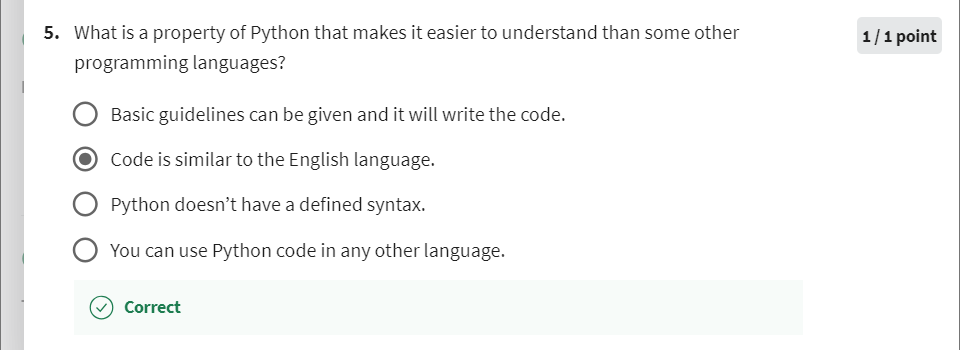 5. What is a property of Python that makes it easier to understand than some other
programming languages?
1 / 1 point
Basic guidelines can be given and it will write the code.
Code is similar to the English language.
Python doesn’t have a defined syntax.
You can use Python code in any other language.
Correct